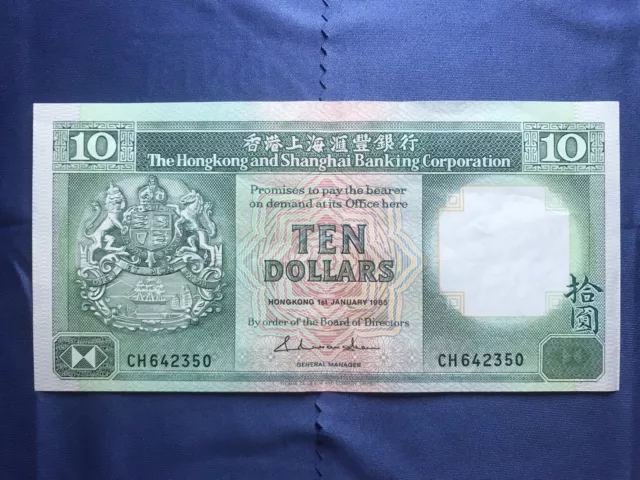 10
香港上海滙豐銀行
10
The Hongkong and Shanghai Banking Corporation
Promises to pay the bearer
on demand at its Office here
TEN
DOLLARS
HONGKONG 1st JANUARY 1985
By order of the Board of Directors
GENERAL MANAGER
拾圓
CH642350
CH642350